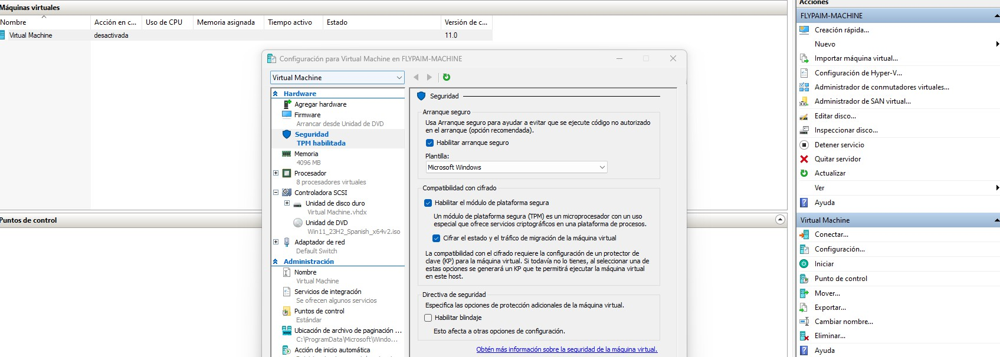 Máquinas virtuales
Nombre
Acción en c...
Uso de CPU
Memoria asignada
Tiempo activo
Estado
Versión de c...
Virtual Machine
desactivada
11.0
Puntos de control
Configuración para Virtual Machine en FLYPAIM-MACHINE
Virtual Machine
Hardware
Agregar hardware
Firmware
Arrancar desde Unidad de DVD
Seguridad
TPM habilitada
Memoria
4096 MB
Procesador
8 procesadores virtuales
Controladora SCSI
Unidad de disco duro
Virtual Machine.vhdx
Unidad de DVD
Win11_23H2_Spanish_x64v2.iso
Adaptador de red
Default Switch
Administración
Nombre
Virtual Machine
Servicios de integración
Se ofrecen algunos servicios
Puntos de control
Estándar
Ubicación de archivo de paginación ...
C:\ProgramData\Microsoft\Windo...
Acción de inicio automática
Seguridad
Arranque seguro
Usa Arranque seguro para ayudar a evitar que se ejecute código no autorizado
en el arranque (opción recomendada).
Habilitar arranque seguro
Plantilla:
Microsoft Windows
Compatibilidad con cifrado
Habilitar el módulo de plataforma segura
Un módulo de plataforma segura (TPM) es un microprocesador con un uso
especial que ofrece servicios criptográficos en una plataforma de procesos.
Cifrar el estado y el tráfico de migración de la máquina virtual
La compatibilidad con el cifrado requiere la configuración de un protector de
clave (KP) para la máquina virtual. Si todavía no lo tienes, al seleccionar una de
estas opciones se generará un KP que te permitirá ejecutar la máquina virtual
en este host.
Directiva de seguridad
Especifica las opciones de protección adicionales de la máquina virtual.
Habilitar blindaje
Esto afecta a otras opciones de configuración.
Obtén más información sobre la seguridad de la máquina virtual.
Acciones
FLYPAIM-MACHINE
Creación rápida...
Nuevo
Importar máquina virtual...
Configuración de Hyper-V...
Administrador de conmutadores virtuales...
Administrador de SAN virtual...
Editar disco...
Inspeccionar disco...
Detener servicio
Quitar servidor
Actualizar
Ver
Ayuda
Virtual Machine
Conectar...
Configuración...
Iniciar
Punto de control
Mover...
Exportar...
Cambiar nombre...
Eliminar...
Ayuda